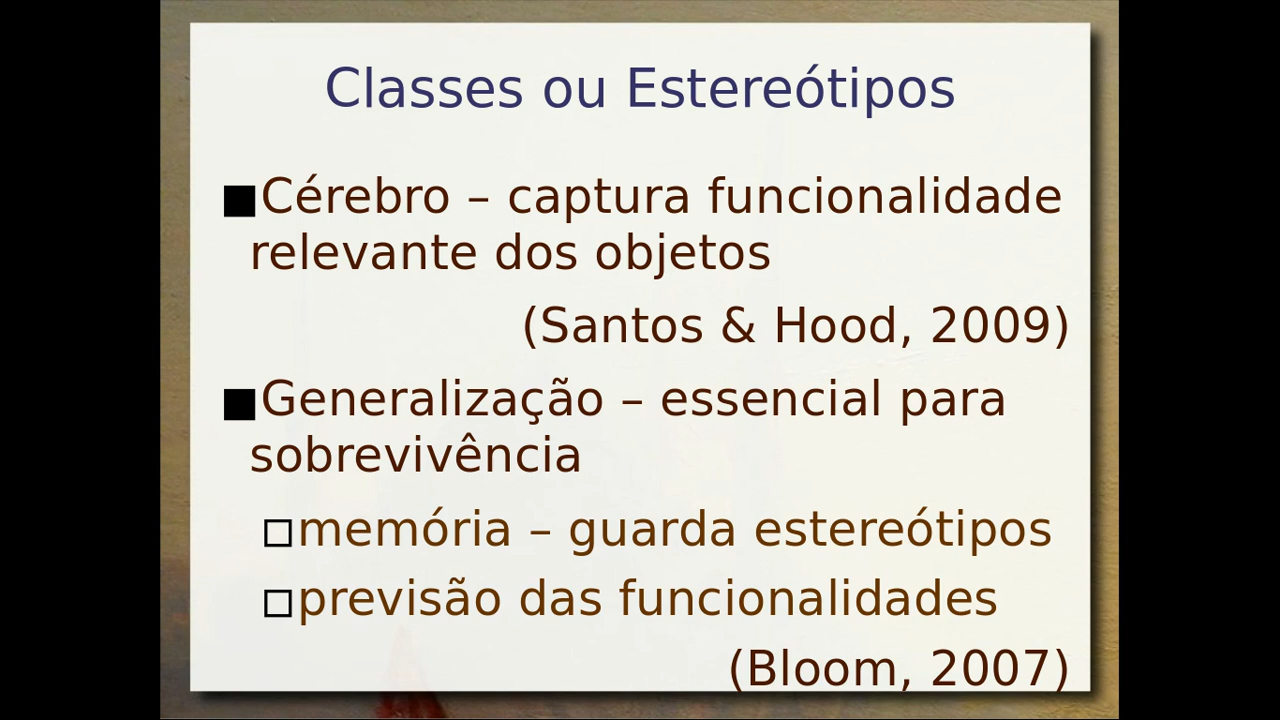 Classes ou Estereótipos
■Cérebro – captura funcionalidade
relevante dos objetos
(Santos & Hood, 2009)
■Generalização – essencial para
sobrevivência
□memória – guarda estereótipos
□previsão das funcionalidades
(Bloom, 2007)